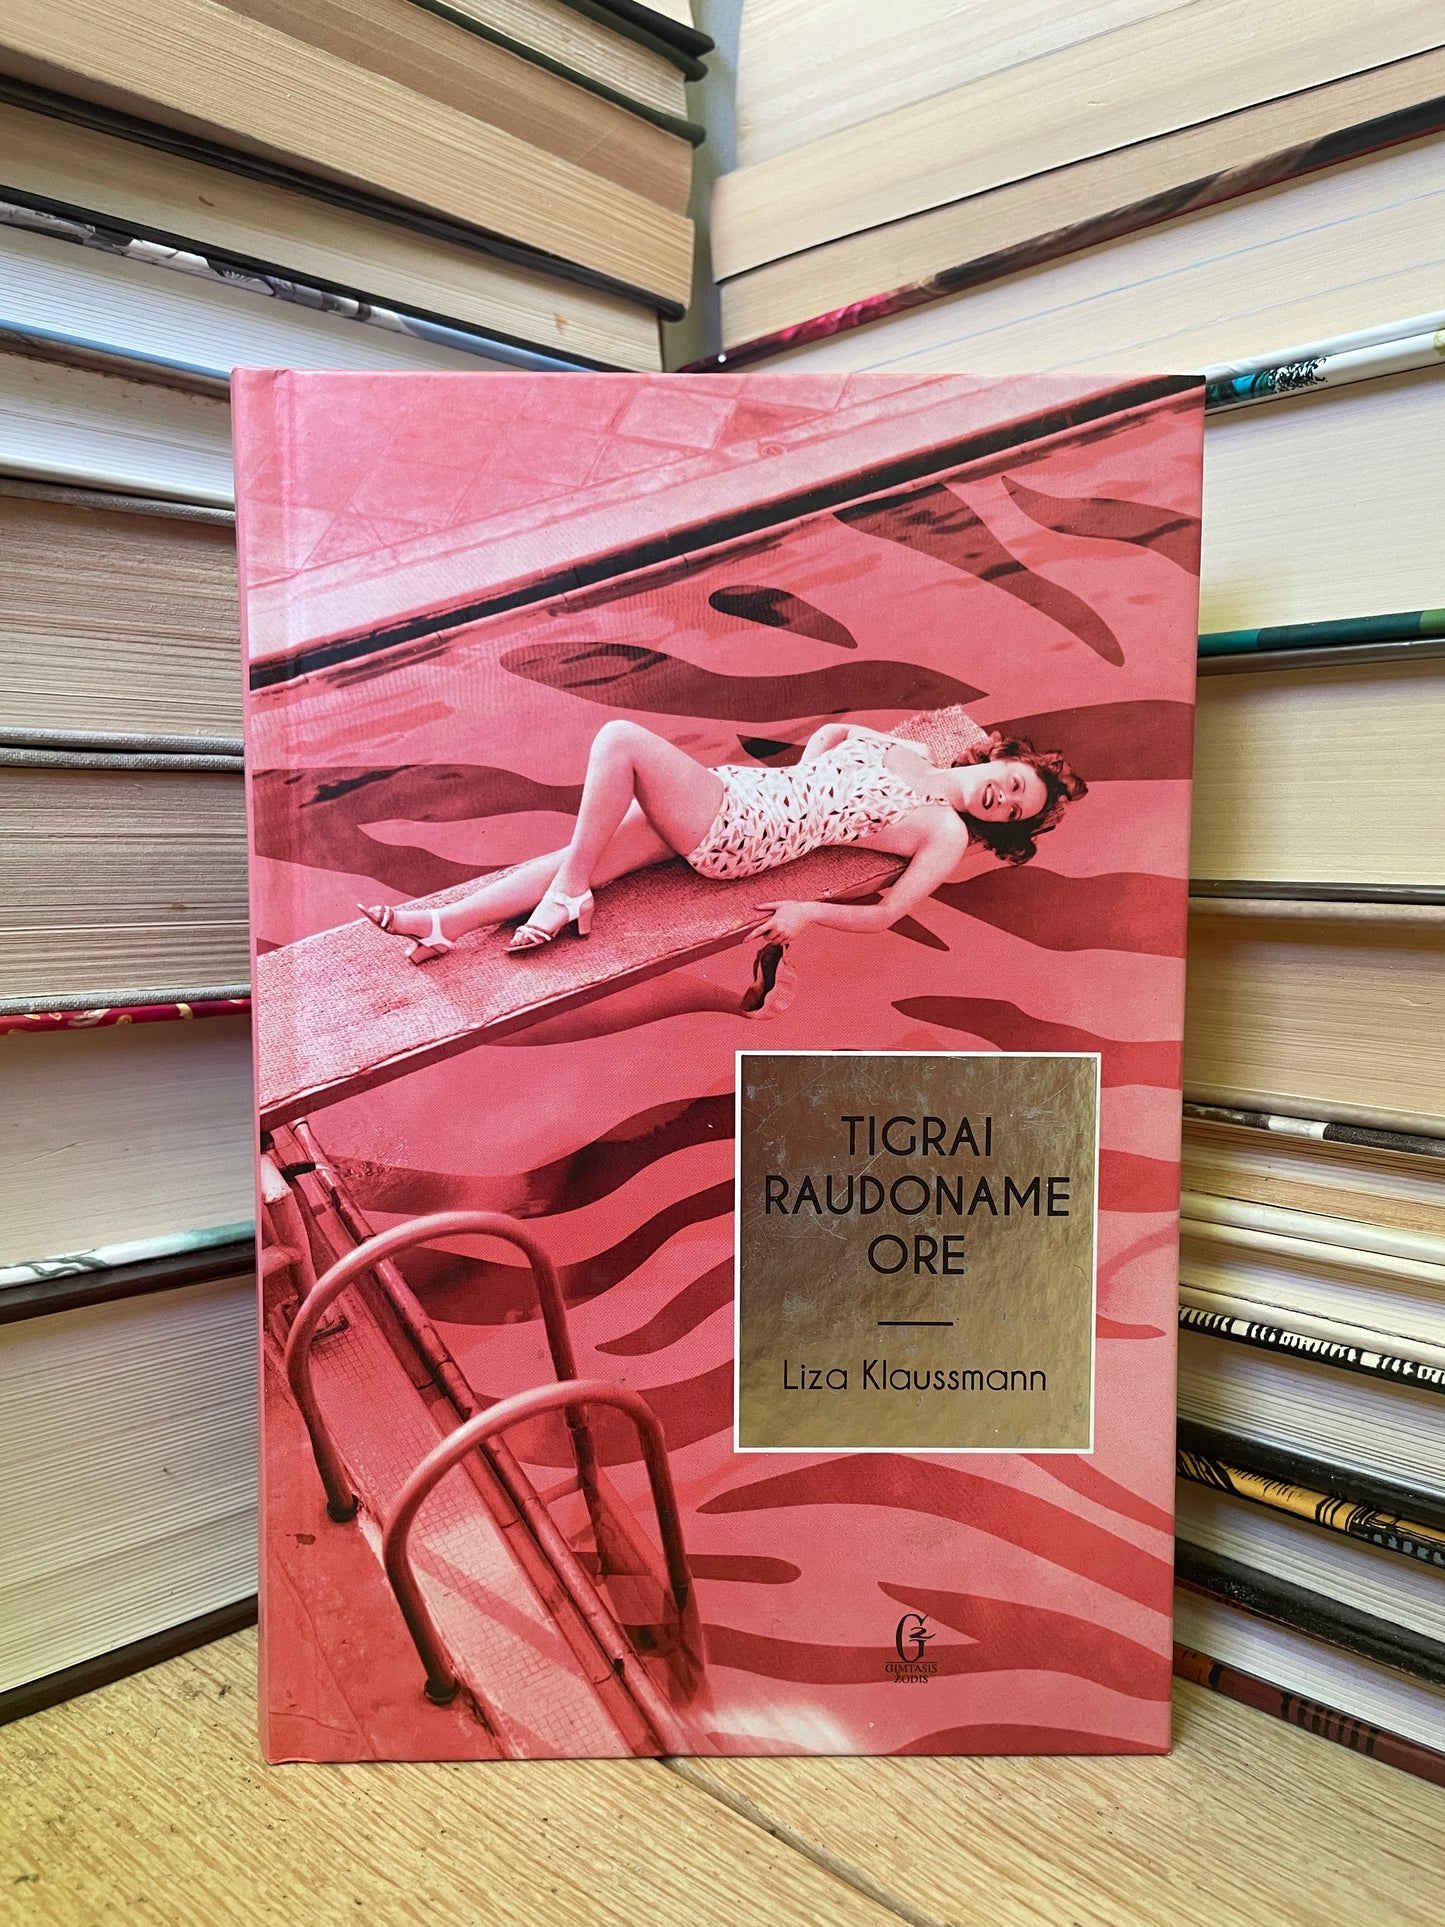 TIGRAI
RAUDONAME
ORE
Liza Klaussmann
GIMTASIS
ŽODIS